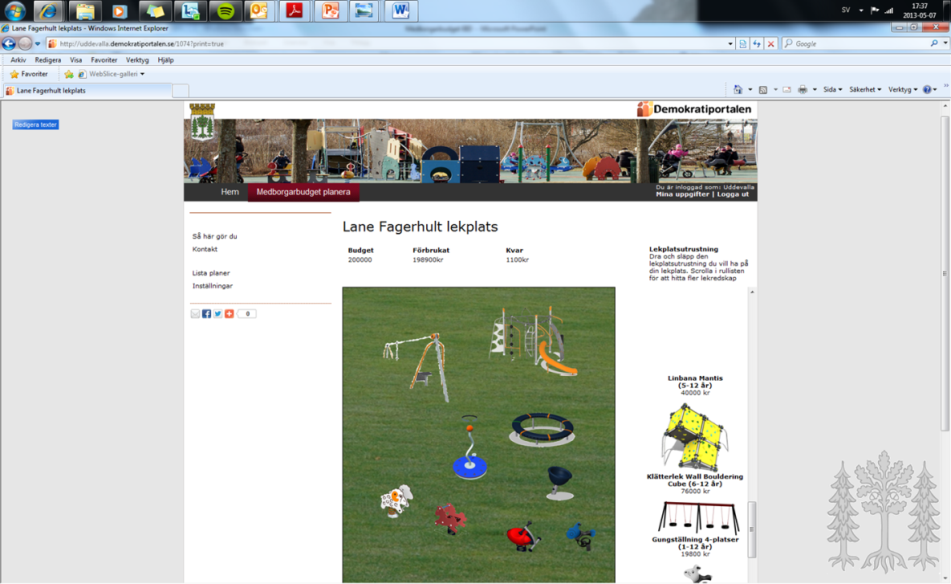 SV
17:37
2013-05-07
Lane Fagerhult lekplats - Windows Internet Explorer
http://uddevalla.demokratiportalen.se/1074?print=true
Google
Arkiv Redigera Visa Favoriter Verktyg Hjälp
Favoriter WebSlice-galleri
Lane Fagerhult lekplats
Sida Säkerhet Verktyg
Redigera texter
Demokratiportalen
Hem Medborgarbudget planera
Du är inloggad som: Uddevalla
Mina uppgifter | Logga ut
Så här gör du
Kontakt
Lista planer
Inställningar
0
Lane Fagerhult lekplats
Budget Förbrukat Kvar
200000 198900kr 1100kr
Lekplatsutrustning
Dra och släpp den
lekplatsutrustning du vill ha på
din lekplats. Scrolla i rullisten
för att hitta fler lekredskap
Linbana Mantis
(5-12 år)
40000 kr
Klätterlek Wall Bouldering
Cube (6-12 år)
76000 kr
Gungställning 4-platser
(1-12 år)
19800 kr